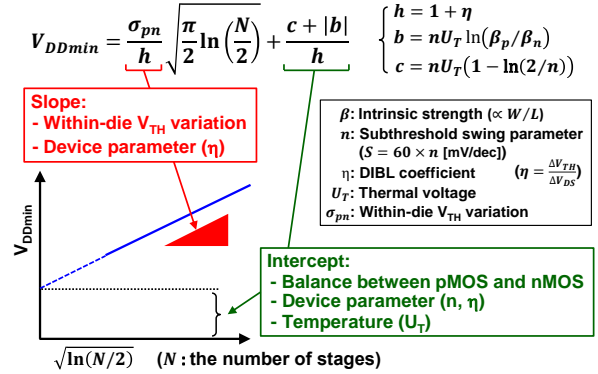 V_DDmin = σ_pn/h √(π/2 ln(N/2)) + (c + |b|)/h
h = 1 + η
b = nU_T ln(β_p/β_n)
c = nU_T(1 − ln(2/n))
Slope:
- Within-die V_TH variation
- Device parameter (η)
β: Intrinsic strength (∝ W/L)
n: Subthreshold swing parameter
(S = 60 × n [mV/dec])
η: DIBL coefficient (η = ΔV_TH/ΔV_DS)
U_T: Thermal voltage
σ_pn: Within-die V_TH variation
V_DDmin
Intercept:
- Balance between pMOS and nMOS
- Device parameter (n, η)
- Temperature (U_T)
√ln(N/2) (N : the number of stages)